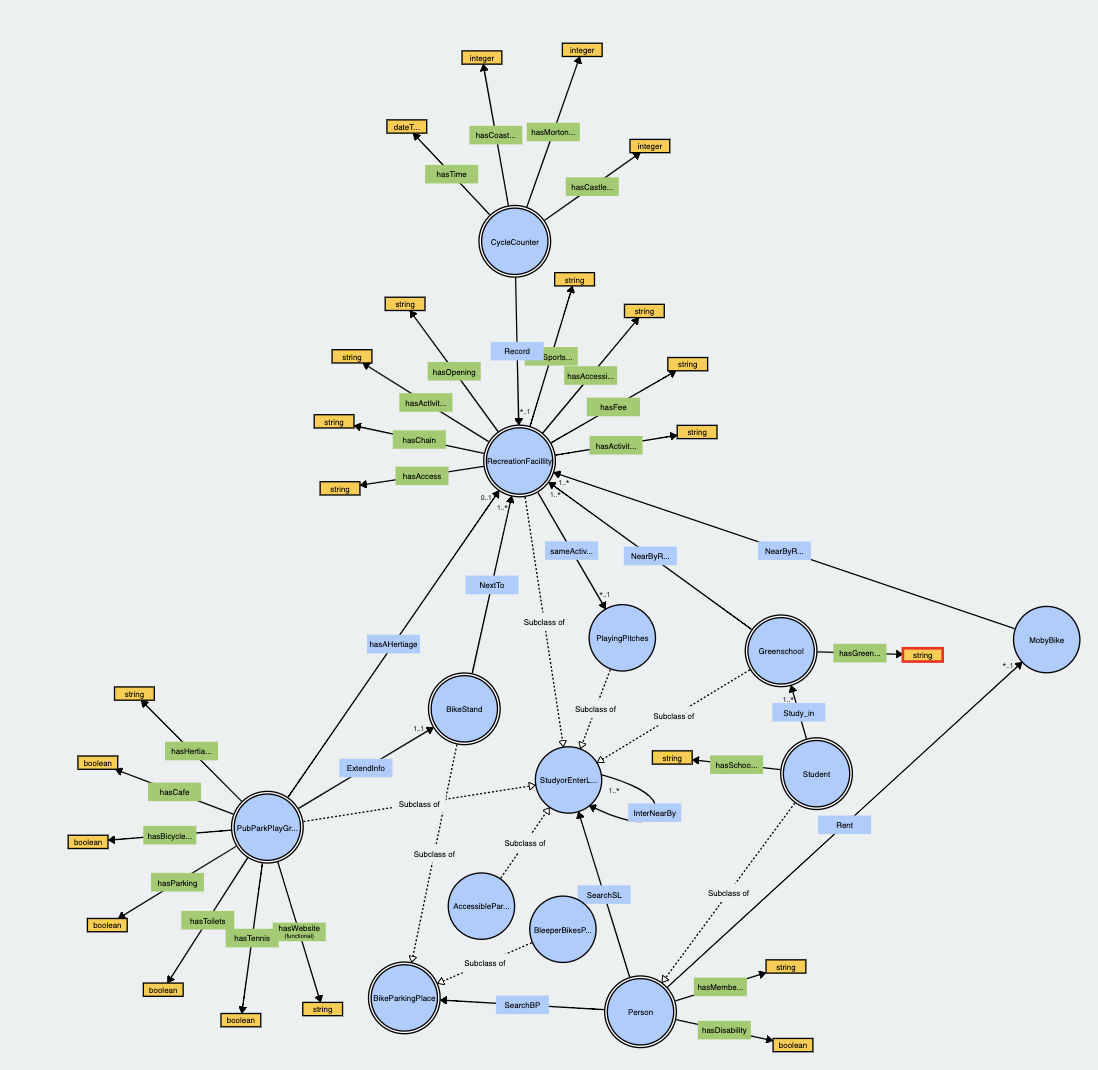 integer
integer
dateT...
hasCoast...
hasMorton...
integer
hasTime
hasCastle...
CycleCounter
string
string
string
Record
Sports...
string
hasOpening
hasAccessi...
string
hasActivit...
hasFee
*..1
string
hasChain
hasActivit...
string
RecreationFacillity
hasAccess
string
0..1
1..*
1..*
1..*
sameActiv...
NearByR...
NearByR...
NextTo
*..1
Subclass of
hasAHertiage
PlayingPitches
Greenschool
hasGreen...
string
MobyBike
*..1
string
BikeStand
Subclass of
Subclass of
1..*
Study_in
hasHertia...
1..1
boolean
ExtendInfo
string
hasSchoo...
Student
hasCafe
StudyorEnterL...
1..*
Subclass of
InterNearBy
Rent
PubParkPlayGr...
boolean
hasBicycle...
Subclass of
Subclass of
hasParking
SearchSL
Subclass of
AccessiblePar...
boolean
hasToilets
hasTennis
hasWebsite
(functional)
BleeperBikesP...
Subclass of
string
boolean
hasMembe...
BikeParkingPlace
SearchBP
Person
string
boolean
hasDisability
boolean